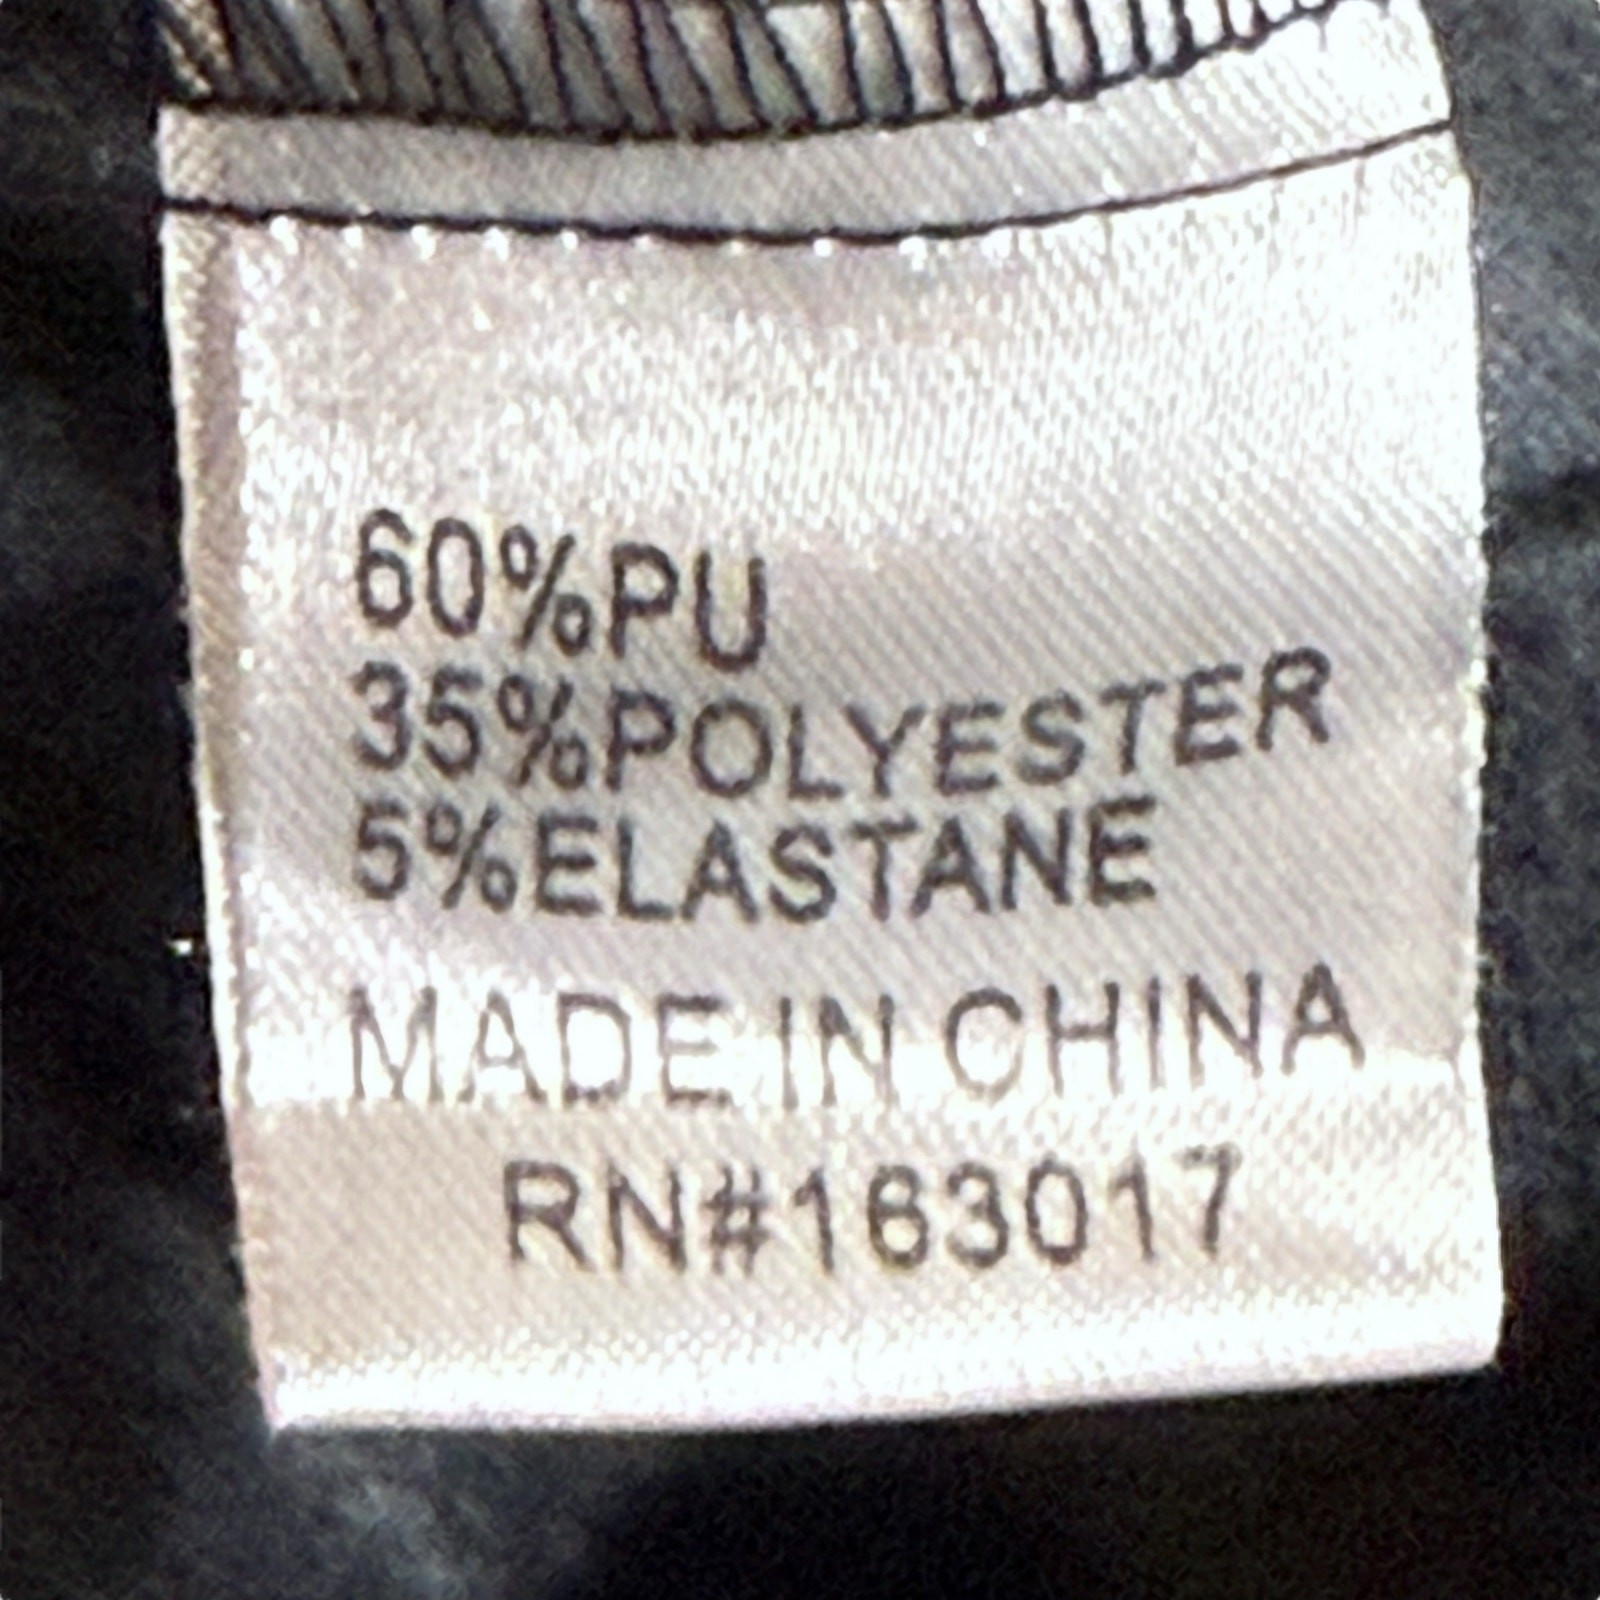 60%PU
35%POLYESTER
5%ELASTANE
MADE IN CHINA
RN#163017